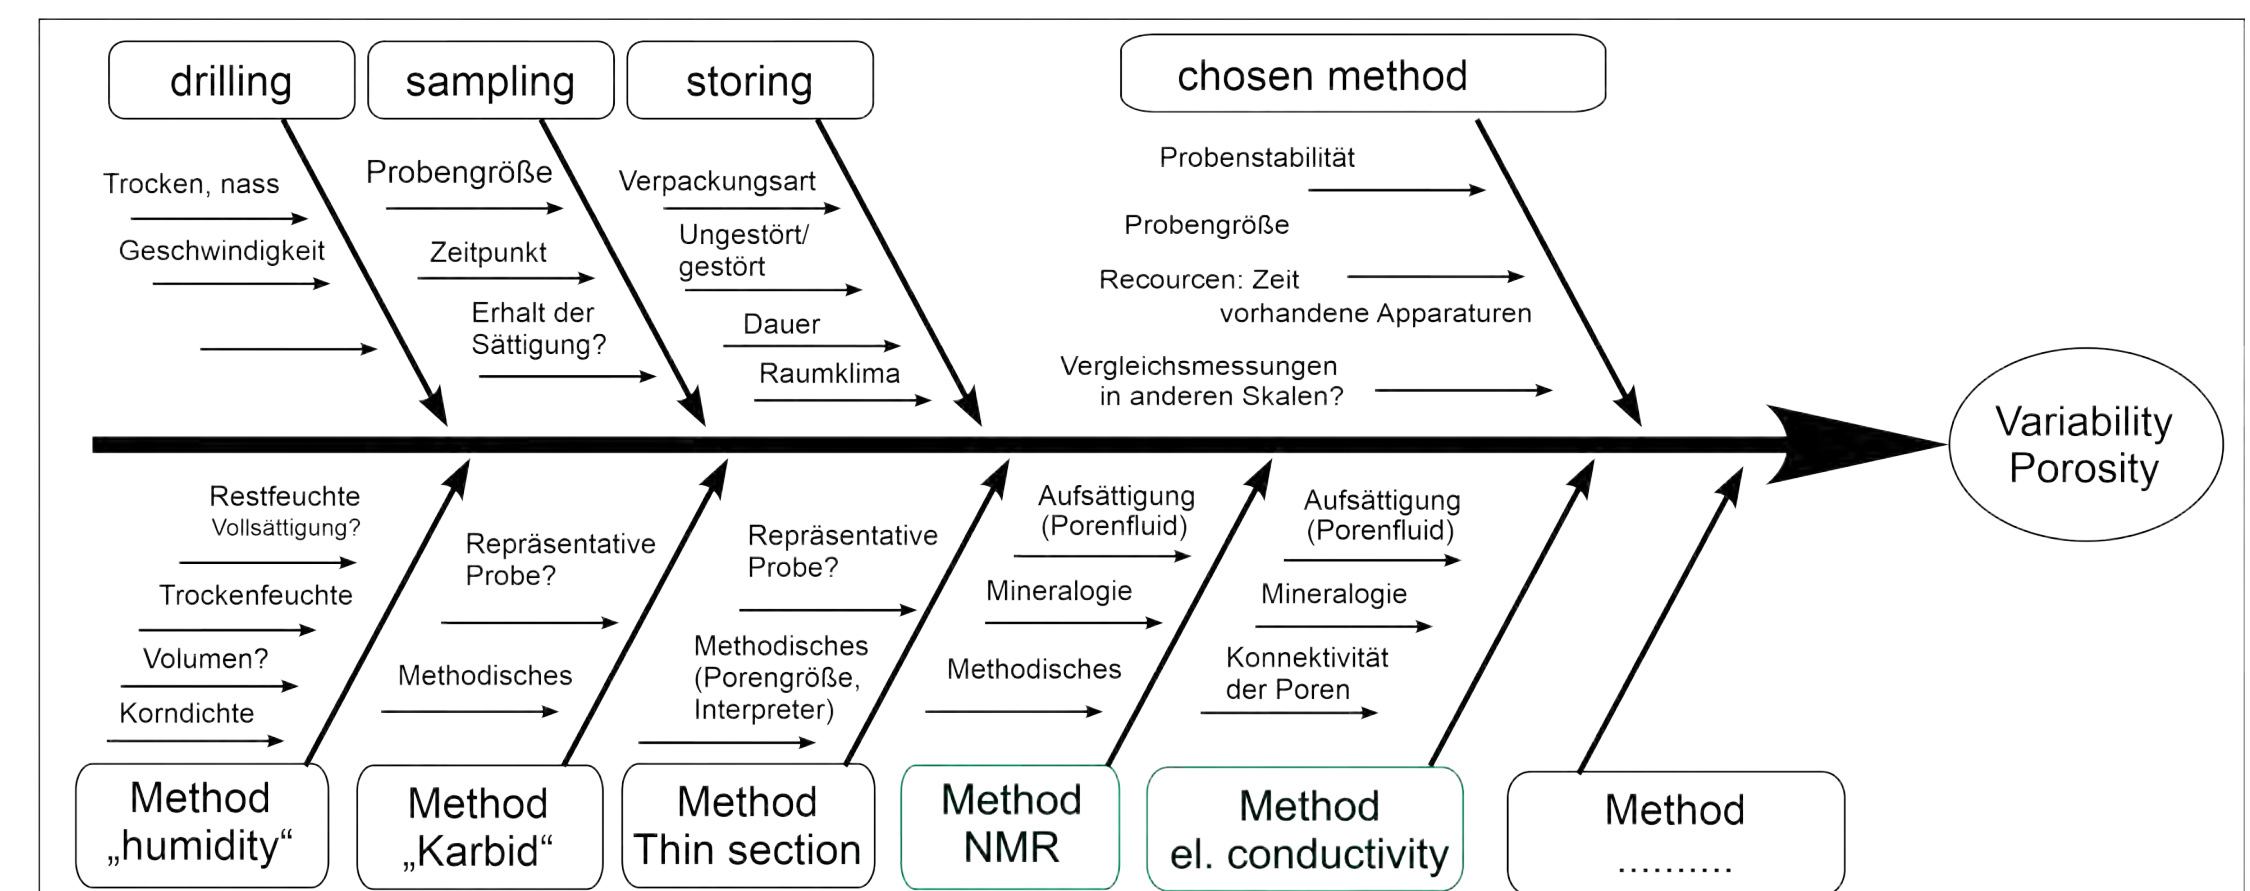 drilling
sampling
storing
chosen method
Trocken, nass
Geschwindigkeit
Probengröße
Zeitpunkt
Erhalt der
Sättigung?
Verpackungsart
Ungestört/
gestört
Dauer
Raumklima
Probenstabilität
Probengröße
Recourcen: Zeit
vorhandene Apparaturen
Vergleichsmessungen
in anderen Skalen?
Variability
Porosity
Restfeuchte
Vollsättigung?
Trockenfeuchte
Volumen?
Korndichte
Repräsentative
Probe?
Methodisches
Repräsentative
Probe?
Methodisches
(Porengröße,
Interpreter)
Aufsättigung
(Porenfluid)
Mineralogie
Methodisches
Aufsättigung
(Porenfluid)
Mineralogie
Konnektivität
der Poren
Method
„humidity“
Method
„Karbid“
Method
Thin section
Method
NMR
Method
el. conductivity
Method
..........